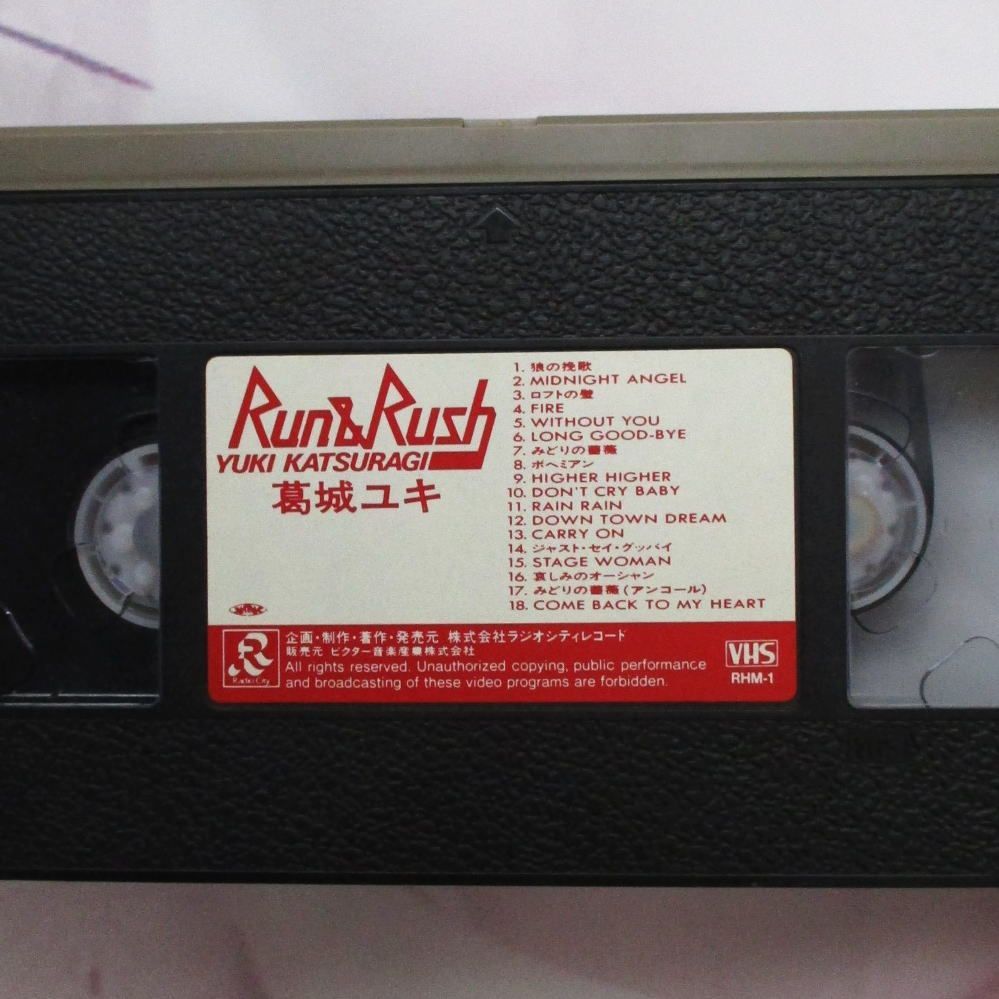 Run&Rush
YUKI KATSURAGI
葛城ユキ
1. 狼の挽歌
2. MIDNIGHT ANGEL
3. ロフトの壁
4. FIRE
5. WITHOUT YOU
6. LONG GOOD-BYE
7. みどりの薔薇
8. ボヘミアン
9. HIGHER HIGHER
10. DON'T CRY BABY
11. RAIN RAIN
12. DOWN TOWN DREAM
13. CARRY ON
14. ジャスト・セイ・グッバイ
15. STAGE WOMAN
16. 哀しみのオーシャン
17. みどりの薔薇(アンコール)
18. COME BACK TO MY HEART
Radio City
企画・制作・著作・発売元 株式会社ラジオシティレコード
販売元 ビクター音楽産業株式会社
All rights reserved. Unauthorized copying, public performance
and broadcasting of these video programs are forbidden.
VHS
RHM-1